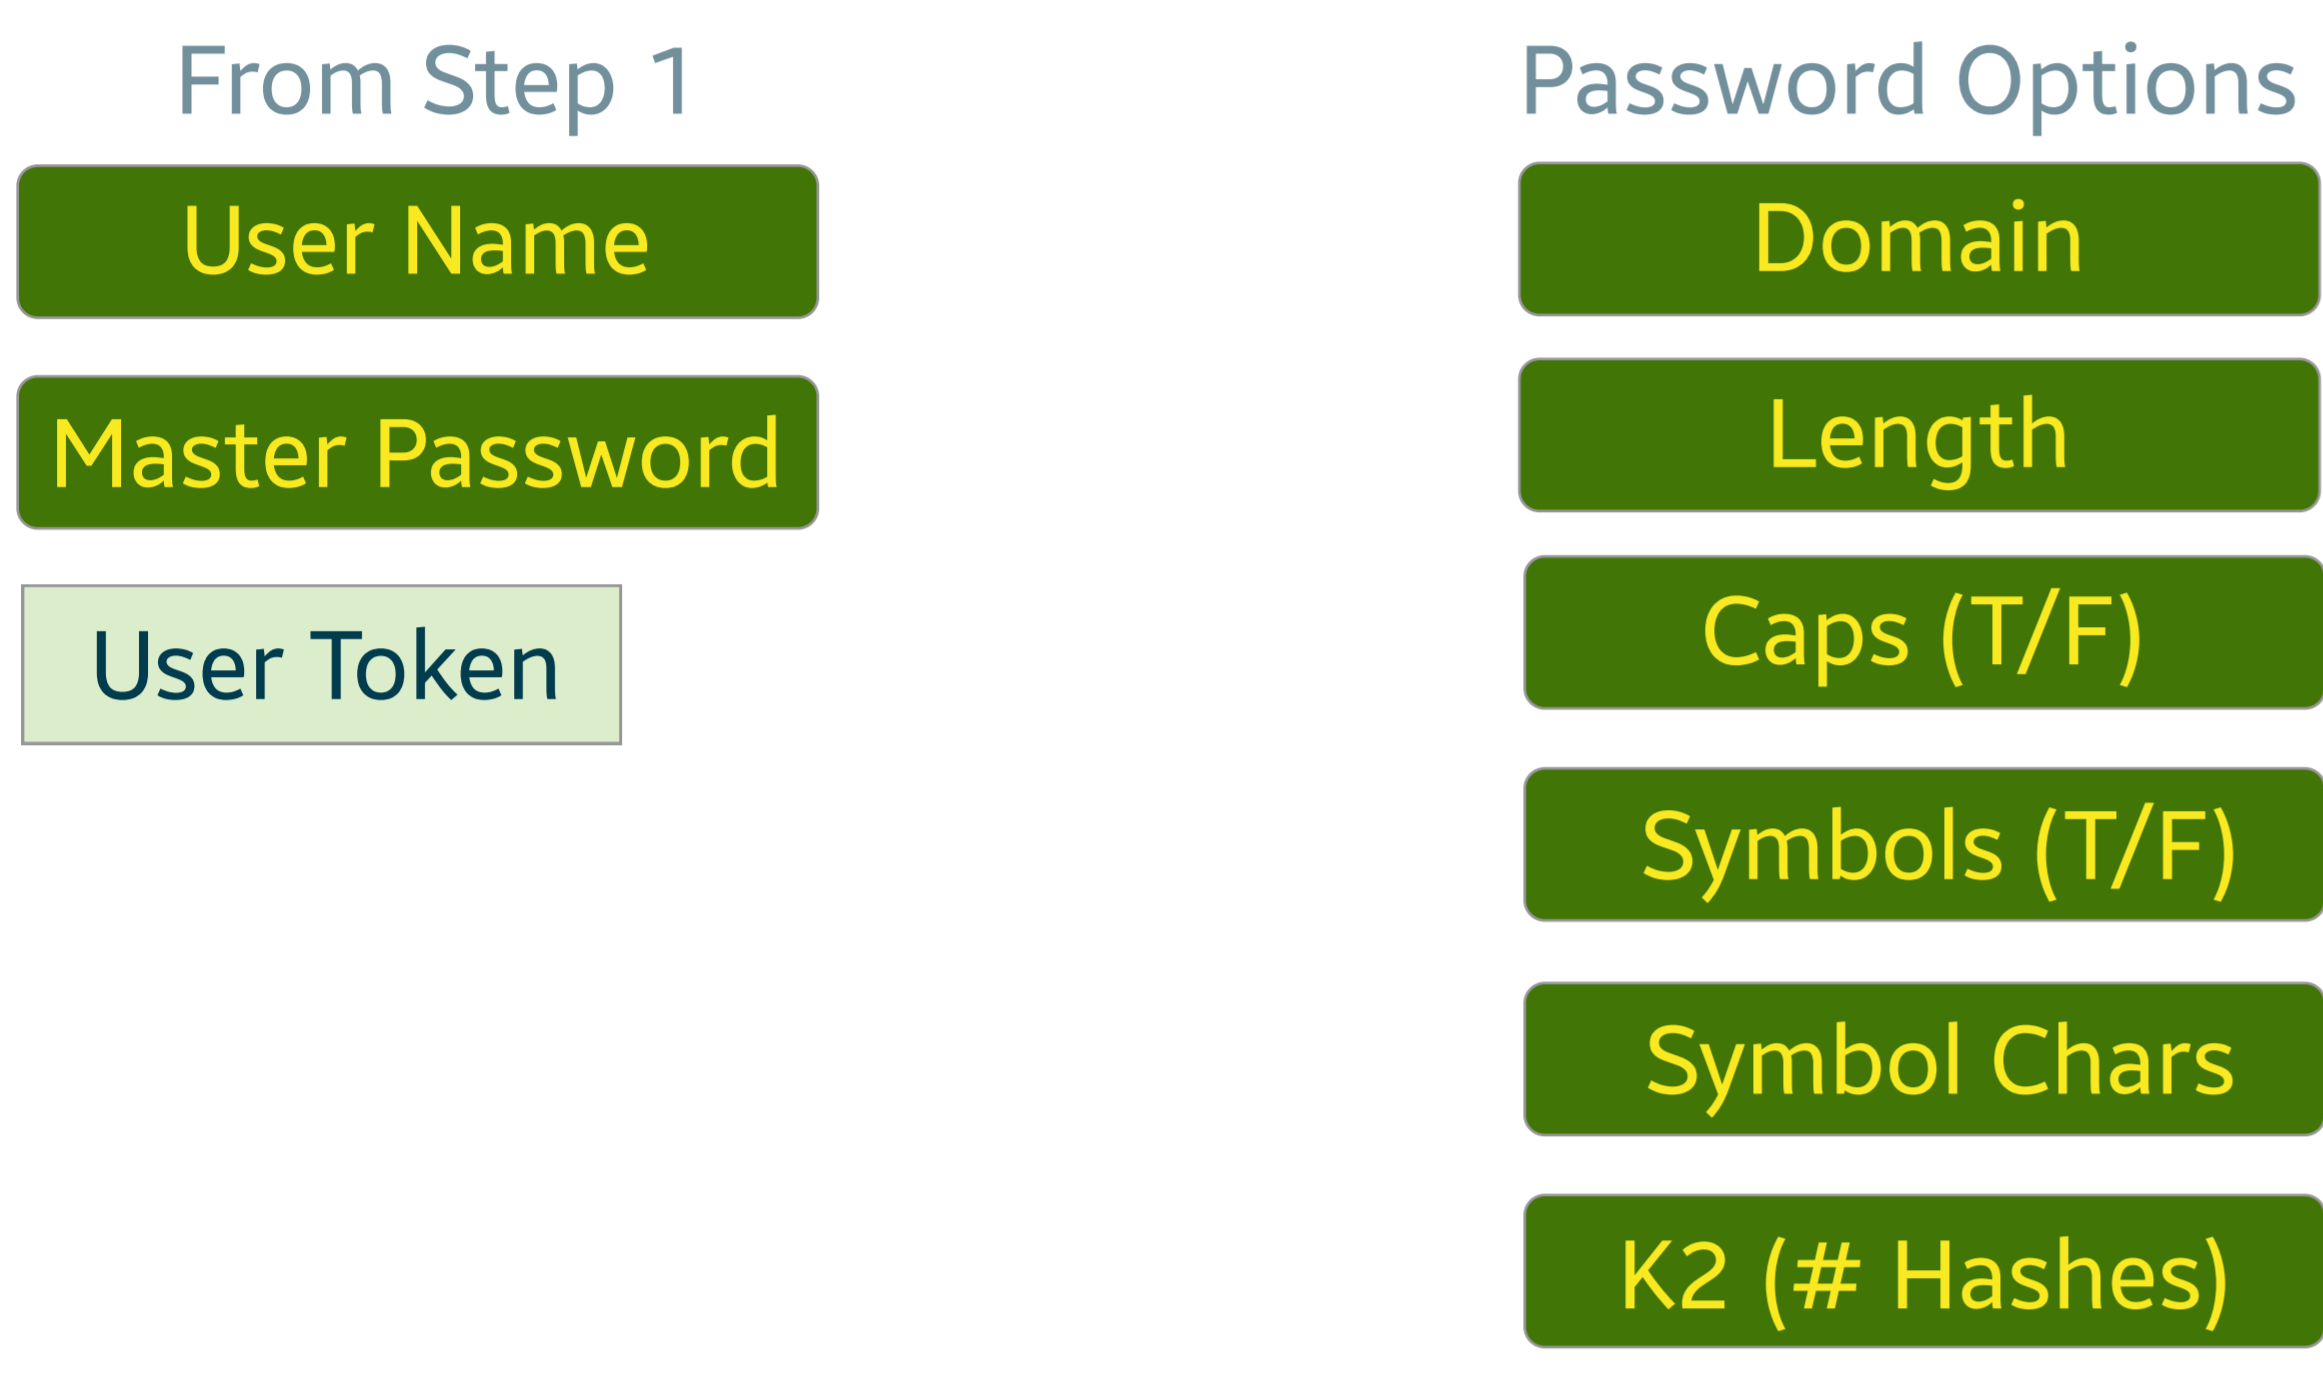 From Step 1
User Name
Master Password
User Token
Password Options
Domain
Length
Caps (T/F)
Symbols (T/F)
Symbol Chars
K2 (# Hashes)